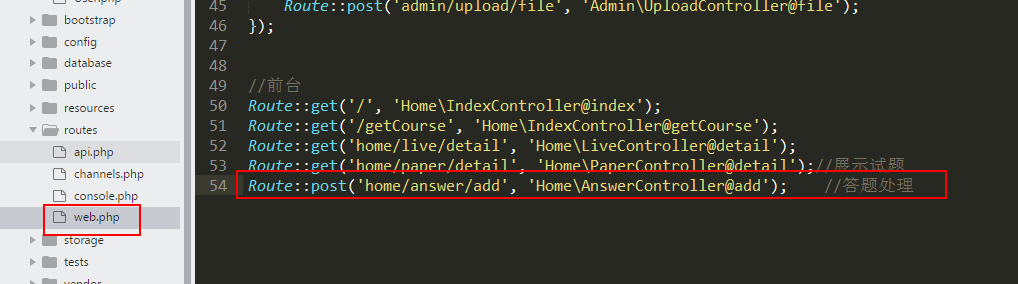 bootstrap
config
database
public
resources
routes
api.php
channels.php
console.php
web.php
storage
tests
45 Route::post('admin/upload/file', 'Admin\UploadController@file');
46 });
47
48
49 //前台
50 Route::get('/', 'Home\IndexController@index');
51 Route::get('/getCourse', 'Home\IndexController@getCourse');
52 Route::get('home/live/detail', 'Home\LiveController@detail');
53 Route::get('home/paper/detail', 'Home\PaperController@detail');//展示试题
54 Route::post('home/answer/add', 'Home\AnswerController@add'); //答题处理